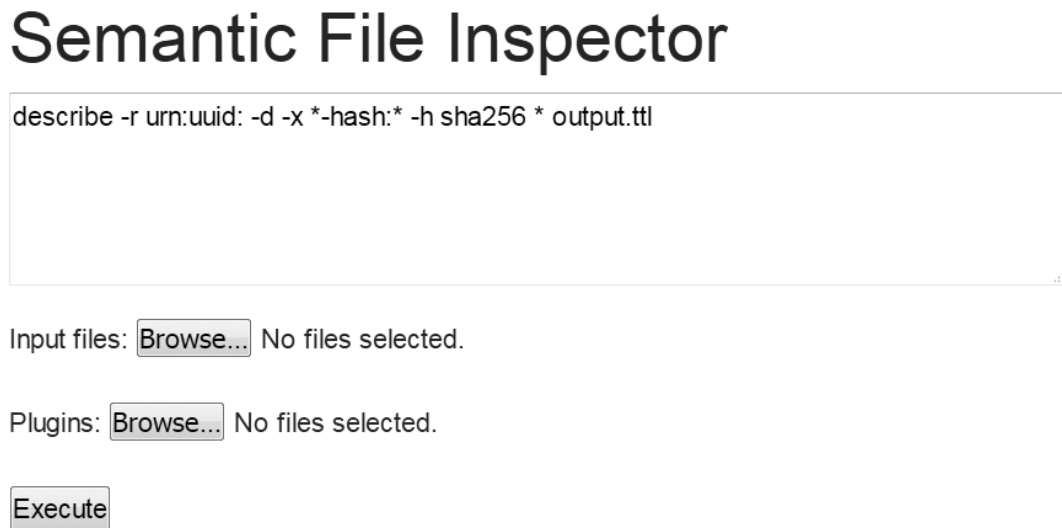 Semantic File Inspector
describe -r urn:uuid: -d -x *-hash:* -h sha256 * output.ttl
Input files: Browse... No files selected.
Plugins: Browse... No files selected.
Execute